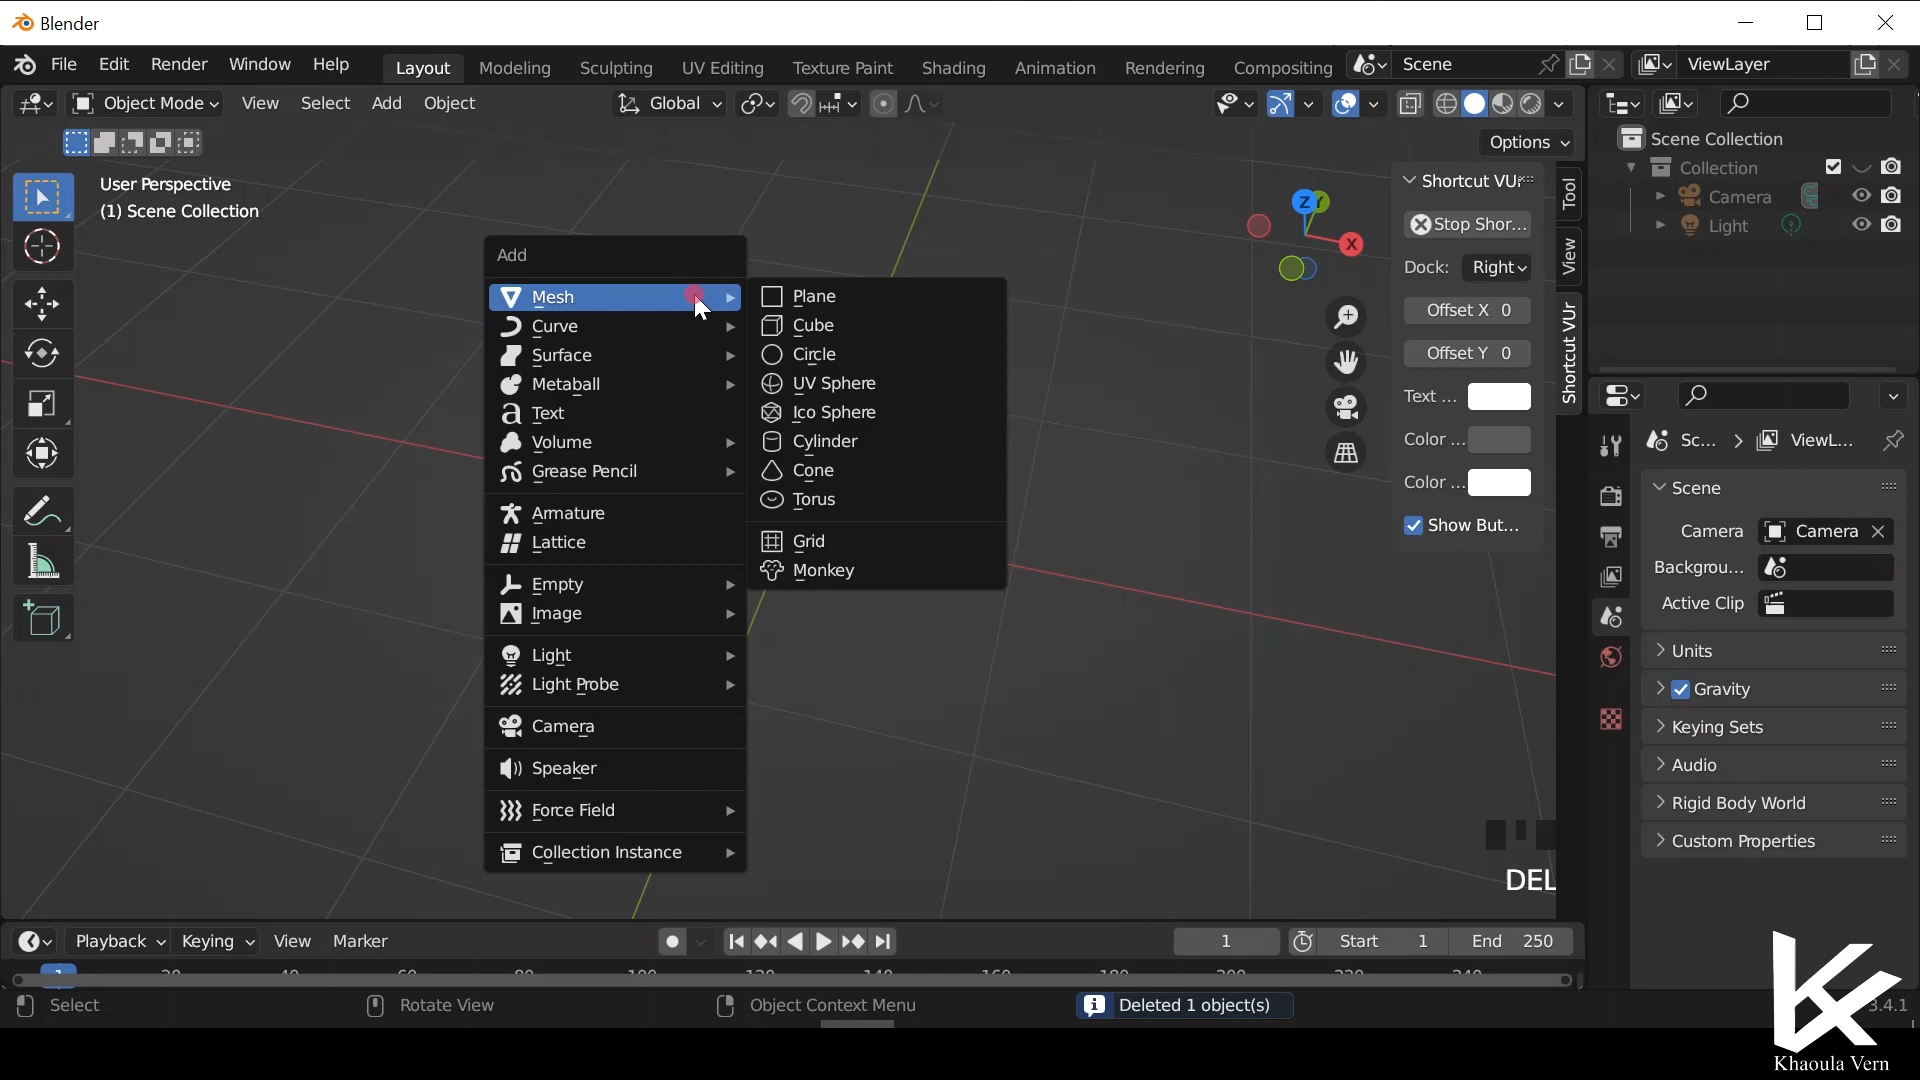 Blender
File Edit Render Window Help Layout Modeling Sculpting UV Editing Texture Paint Shading Animation Rendering Compositing Scene ViewLayer
Object Mode View Select Add Object Global
Options
User Perspective
(1) Scene Collection
Add
Mesh
Curve
Surface
Metaball
Text
Volume
Grease Pencil
Armature
Lattice
Empty
Image
Light
Light Probe
Camera
Speaker
Force Field
Collection Instance
Plane
Cube
Circle
UV Sphere
Ico Sphere
Cylinder
Cone
Torus
Grid
Monkey
Z Y
X
Shortcut VUr
Stop Shor...
Dock: Right
Offset X 0
Offset Y 0
Text ...
Color ...
Color ...
Show But...
Tool
View
Shortcut VUr
DEL
Scene Collection
Collection
Camera
Light
Sc... > ViewL...
Scene
Camera Camera
Backgrou...
Active Clip
Units
Gravity
Keying Sets
Audio
Rigid Body World
Custom Properties
Playback Keying View Marker 1 Start 1 End 250
1
Select Rotate View Object Context Menu Deleted 1 object(s) 3.4.1
Khaoula Vern